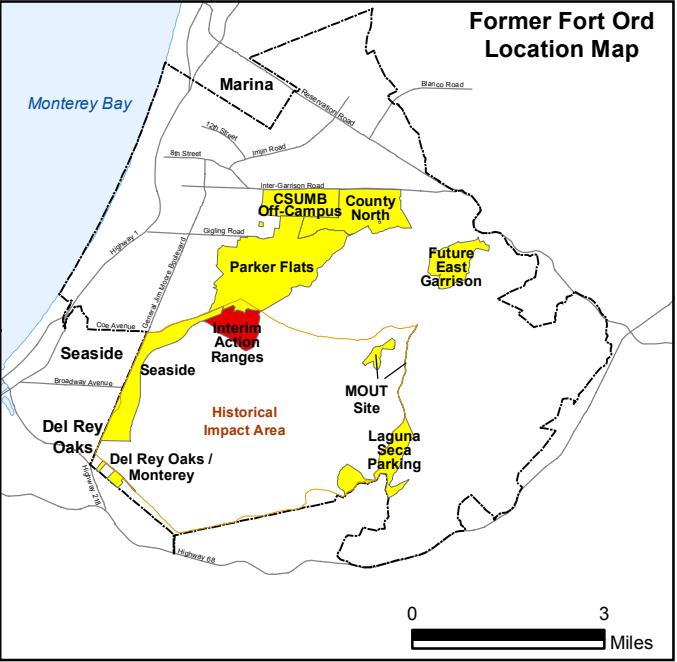 Former Fort Ord
Location Map
Marina
Monterey Bay
Blanco Road
Reservation Road
12th Street
Imjin Road
8th Street
Inter-Garrison Road
CSUMB
Off-Campus
County
North
Gigling Road
Highway 1
General Jim Moore Boulevard
Parker Flats
Future
East
Garrison
Coe Avenue
Interim
Action
Ranges
Seaside
Seaside
Broadway Avenue
MOUT
Site
Historical
Impact Area
Del Rey
Oaks
Laguna
Seca
Parking
Del Rey Oaks /
Monterey
Highway 218
Highway 68
0
3
Miles